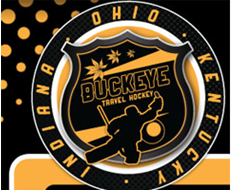 INDIANA · OHIO · KENTUCKY ·
BUCKEYE
TRAVEL HOCKEY